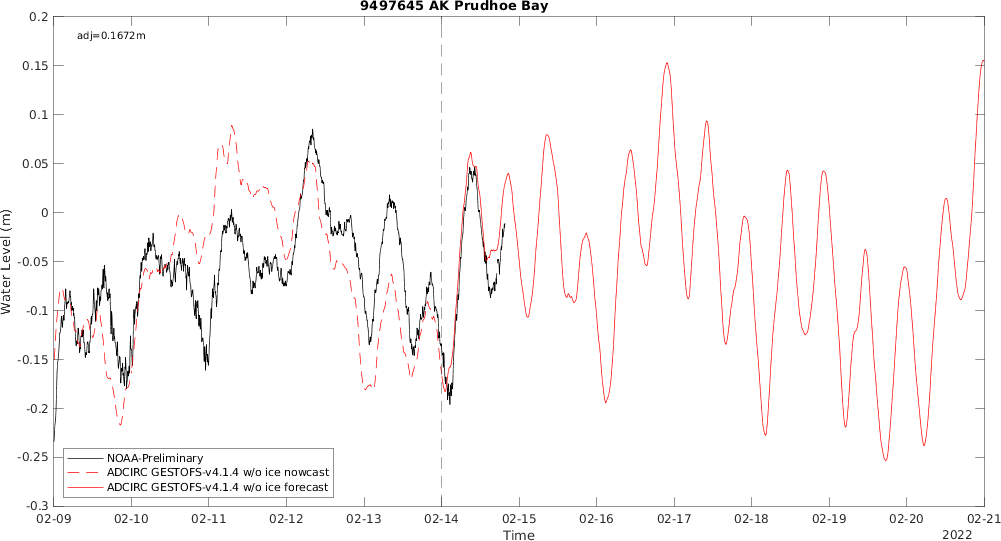 9497645 AK Prudhoe Bay
adj=0.1672m
0.2
0.15
0.1
0.05
0
-0.05
-0.1
-0.15
-0.2
-0.25
-0.3
Water Level (m)
NOAA-Preliminary
ADCIRC GESTOFS-v4.1.4 w/o ice nowcast
ADCIRC GESTOFS-v4.1.4 w/o ice forecast
02-09 02-10 02-11 02-12 02-13 02-14 02-15 02-16 02-17 02-18 02-19 02-20 02-21
Time
2022